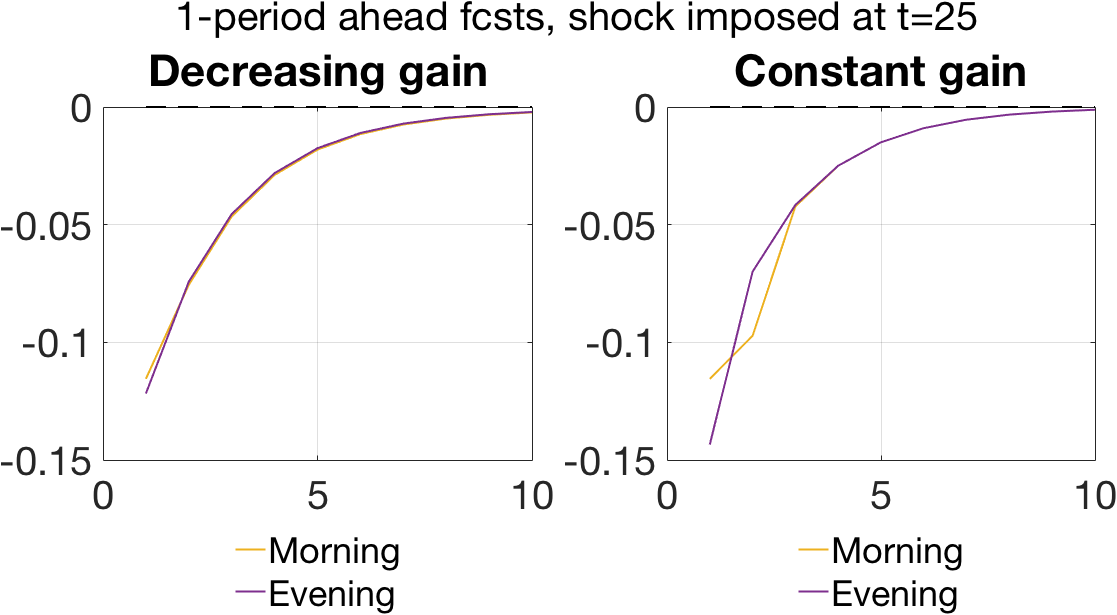 1-period ahead fcsts, shock imposed at t=25
Decreasing gain
0
-0.05
-0.1
-0.15
0 5 10
Morning
Evening
Constant gain
0
-0.05
-0.1
-0.15
0 5 10
Morning
Evening